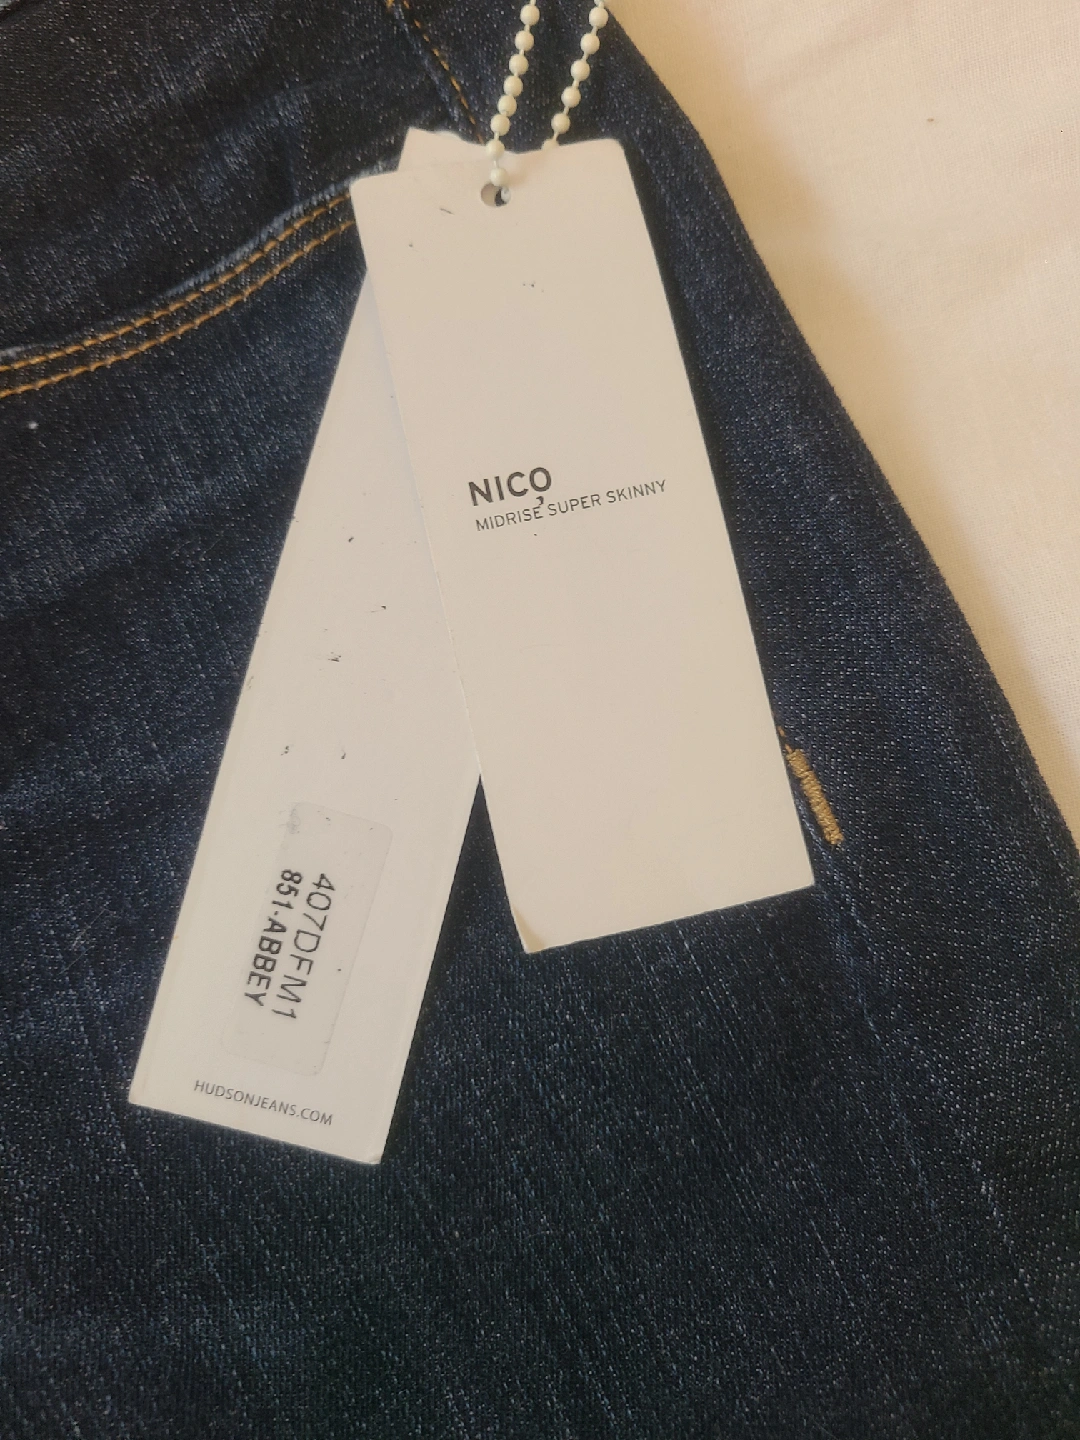 NICO
MIDRISE SUPER SKINNY
407DFM1
851-ABBEY
HUDSONJEANS.COM